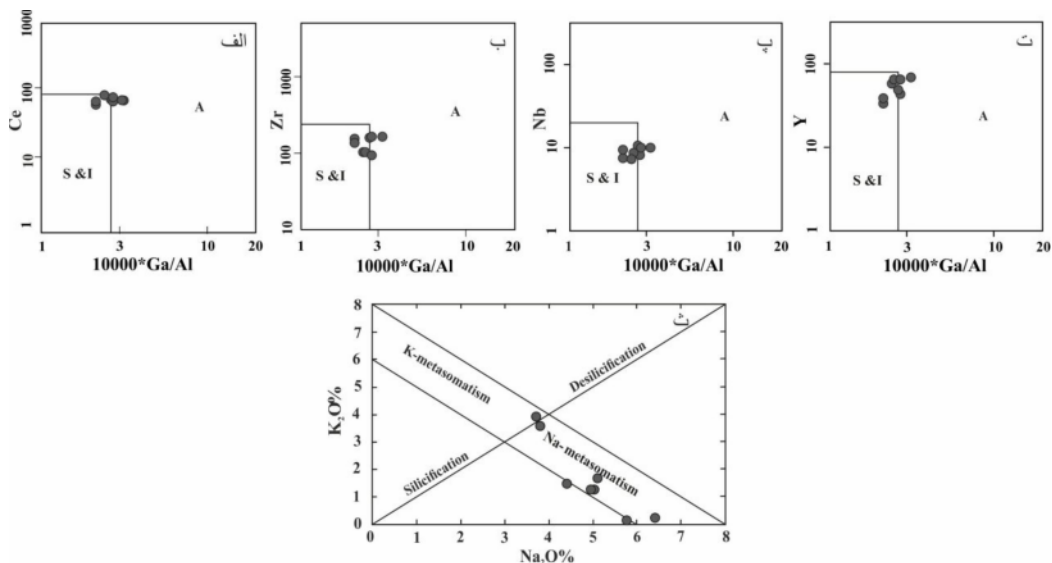 الف
Ce
1000
100
10
1
A
S &I
1
3
10
20
10000*Ga/Al
ب
Zr
1000
100
10
A
S &I
1
3
10
20
10000*Ga/Al
Nb
100
10
1
A
S & I
1
3
10
20
10000*Ga/Al
Y
100
10
1
A
S &I
1
3
10
20
10000*Ga/Al
K₂O%
8
7
6
5
4
3
2
1
0
K-metasomatism
Desilicification
Silicification
Na- metasomatism
0
1
2
3
4
5
6
7
8
Na₂O%